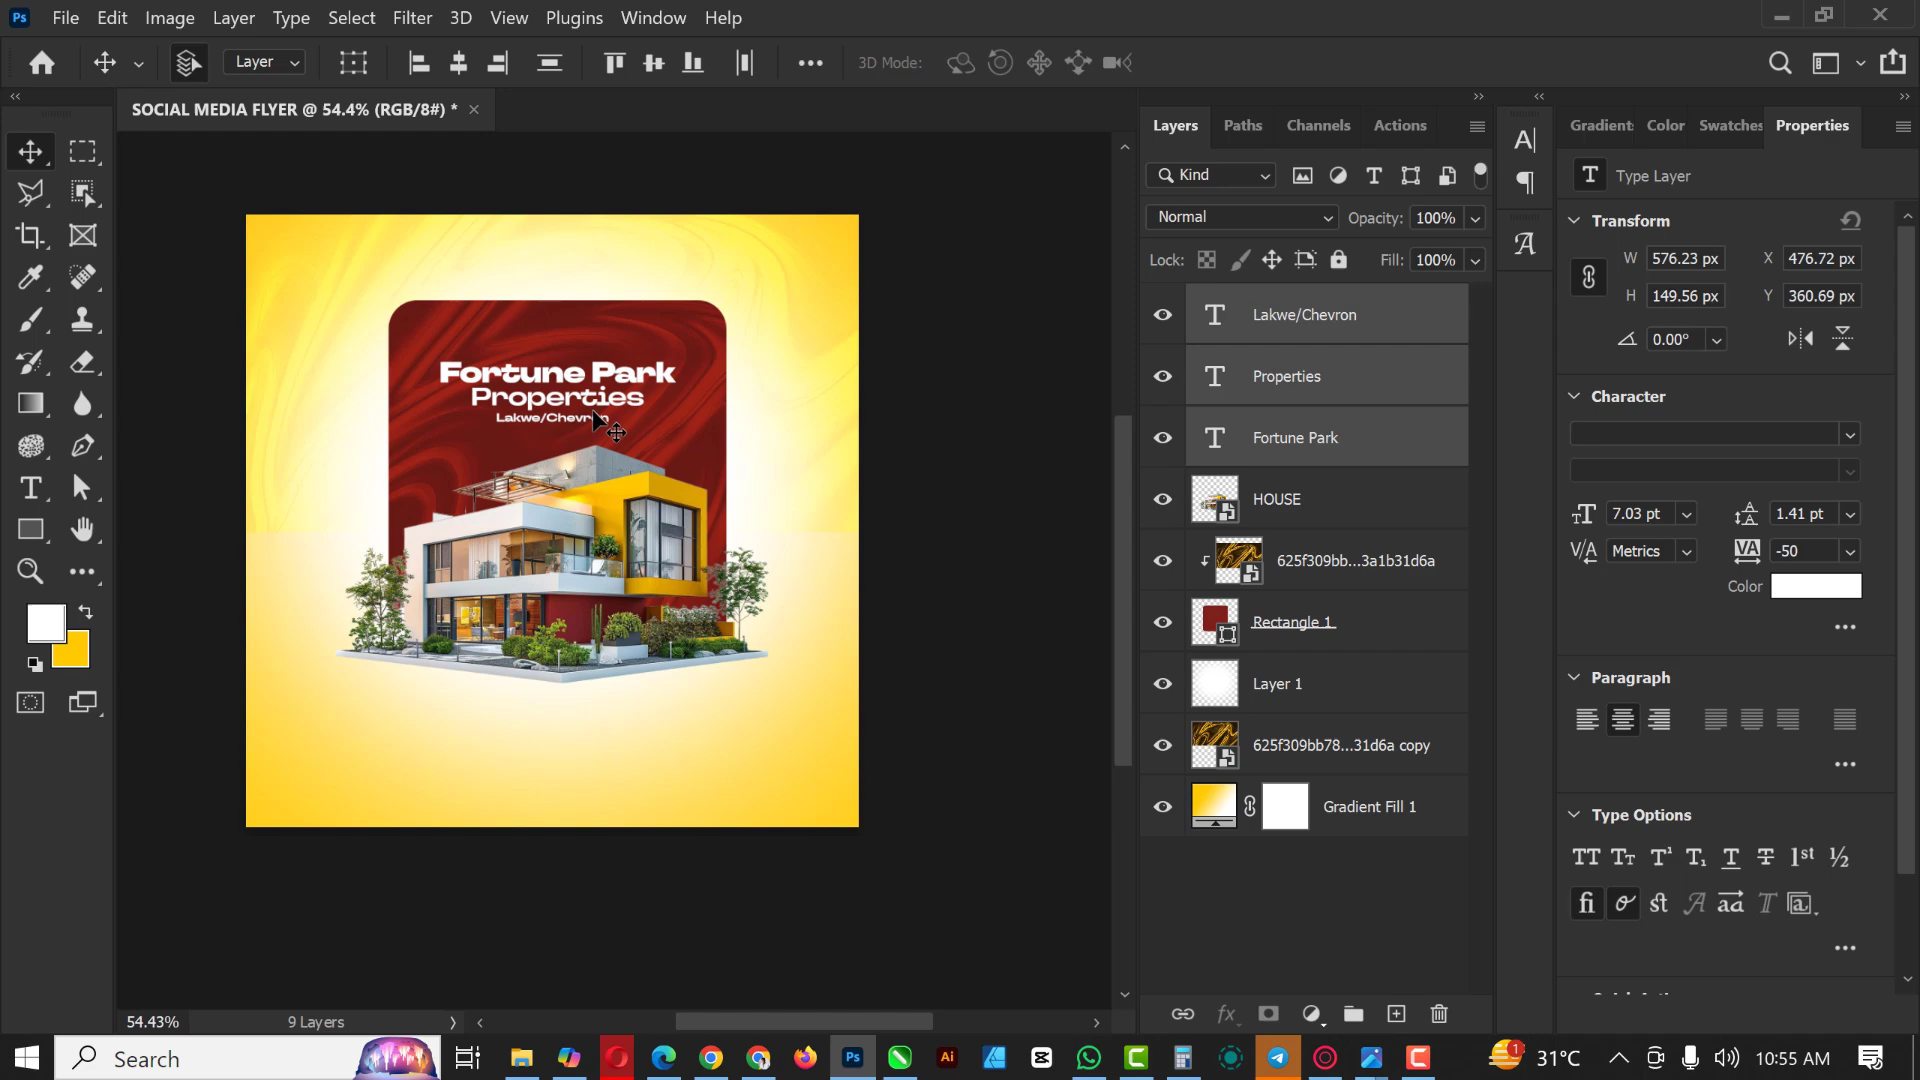 Ps File Edit Image Layer Type Select Filter 3D View Plugins Window Help
Layer 3D Mode:
SOCIAL MEDIA FLYER @ 54.4% (RGB/8#) *
Layers Paths Channels Actions
Gradients Color Swatches Properties
Kind
Type Layer
Normal Opacity: 100%
Transform
Lock: Fill: 100%
W 576.23 px X 476.72 px
H 149.56 px Y 360.69 px
0.00°
Lakwe/Chevron
Properties
Fortune Park
HOUSE
625f309bb...3a1b31d6a
Rectangle 1
Layer 1
625f309bb78...31d6a copy
Gradient Fill 1
Character
7.03 pt 1.41 pt
Metrics -50
Color
Paragraph
Type Options
Fortune Park
Properties
Lakwe/Chevron
54.43% 9 Layers
Search
31°C 10:55 AM